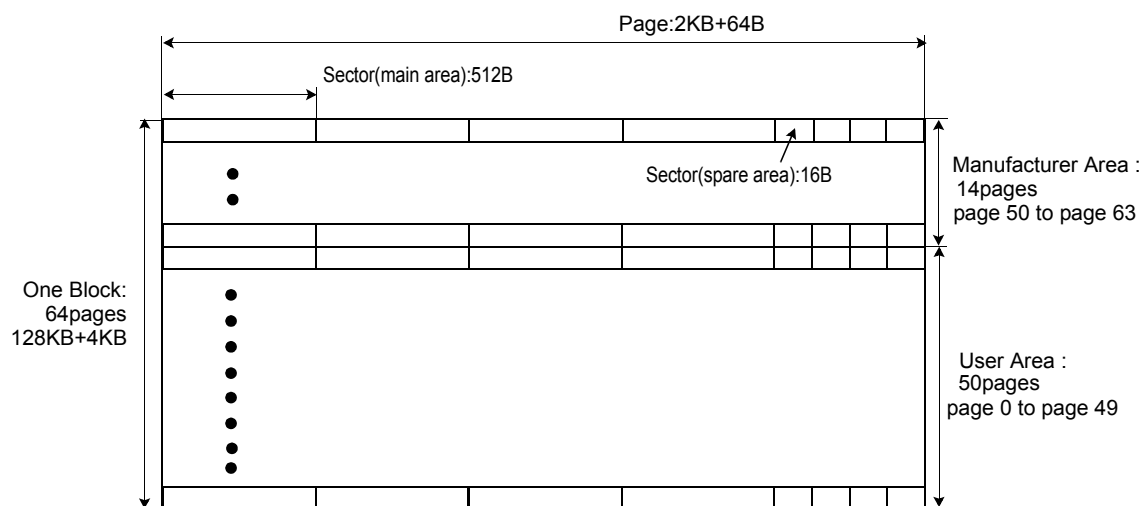 Page:2KB+64B
Sector(main area):512B
Sector(spare area):16B
Manufacturer Area :
14pages
page 50 to page 63
One Block:
64pages
128KB+4KB
User Area :
50pages
page 0 to page 49